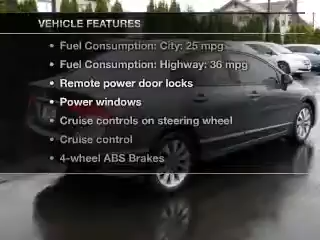 VEHICLE FEATURES
• Fuel Consumption: City: 25 mpg
• Fuel Consumption: Highway: 36 mpg
• Remote power door locks
• Power windows
• Cruise controls on steering wheel
• Cruise control
• 4-wheel ABS Brakes